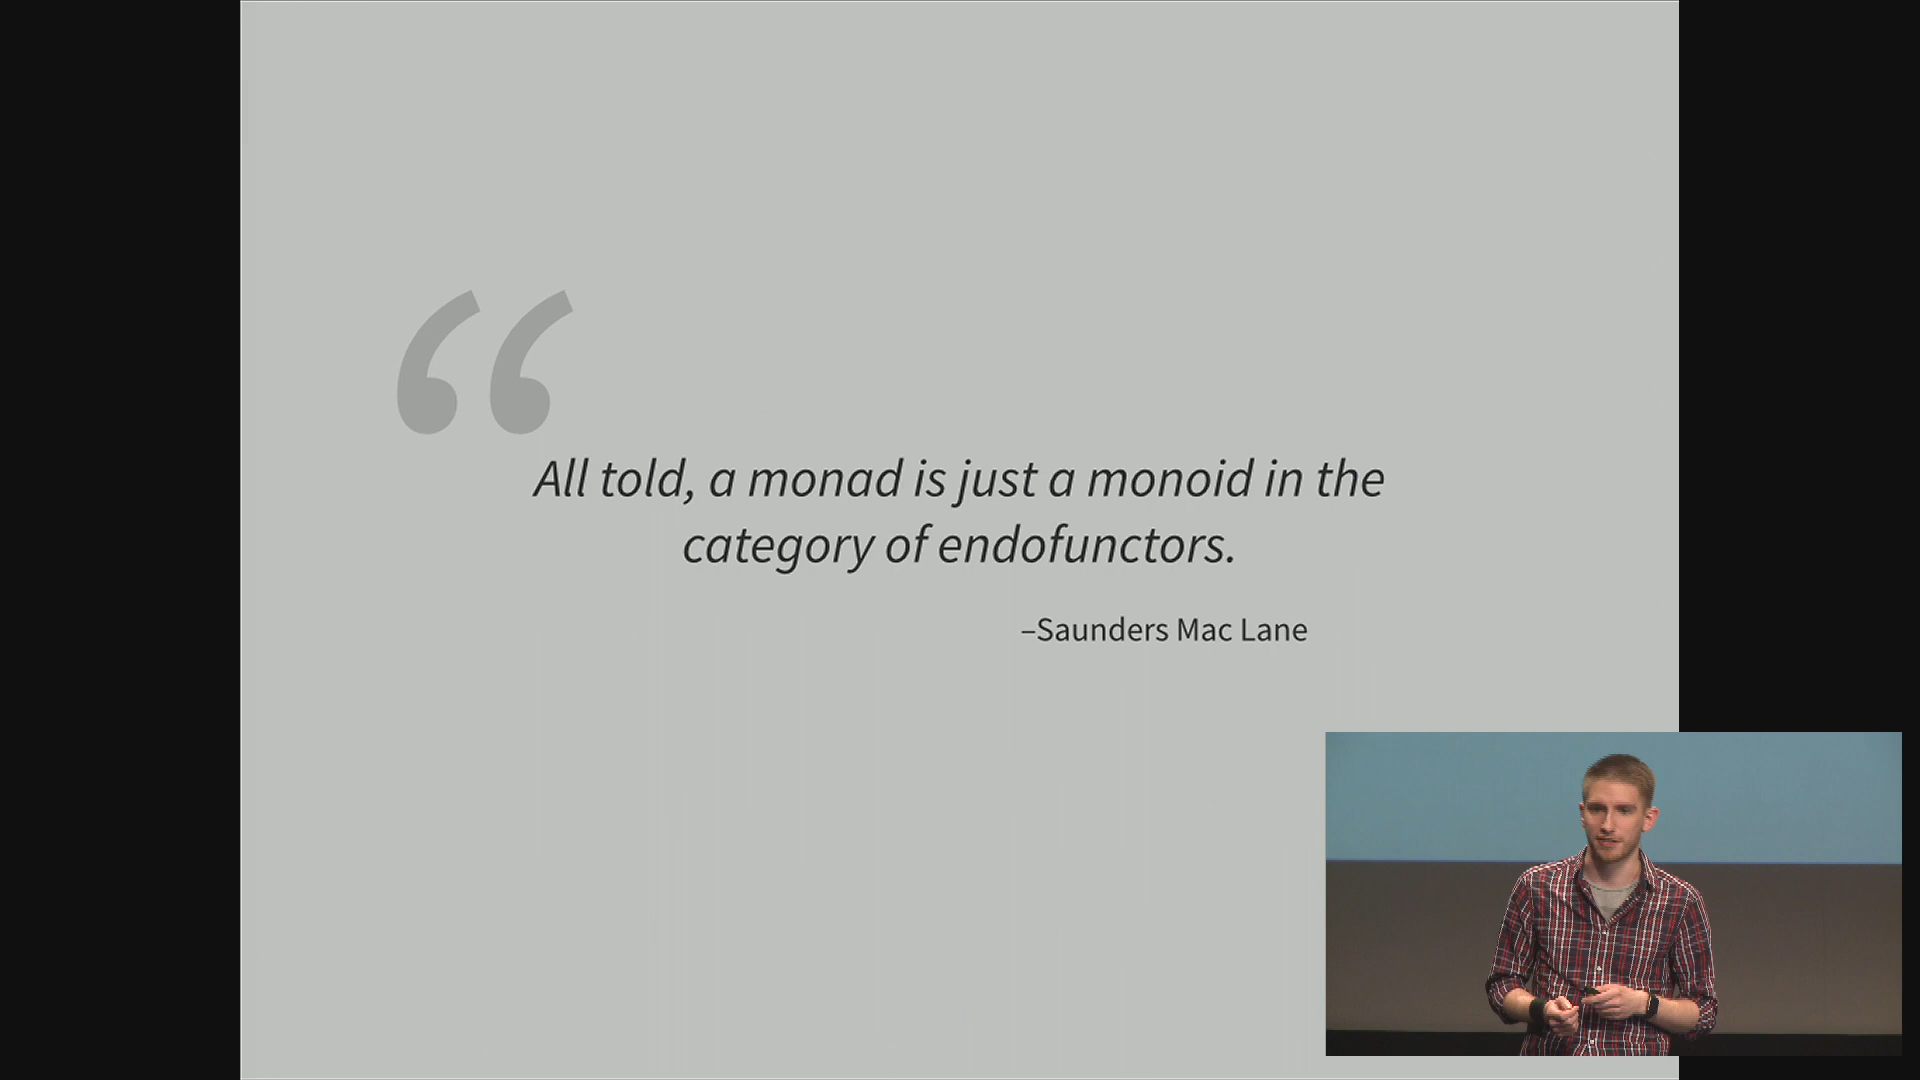 “
All told, a monad is just a monoid in the
category of endofunctors.
–Saunders Mac Lane